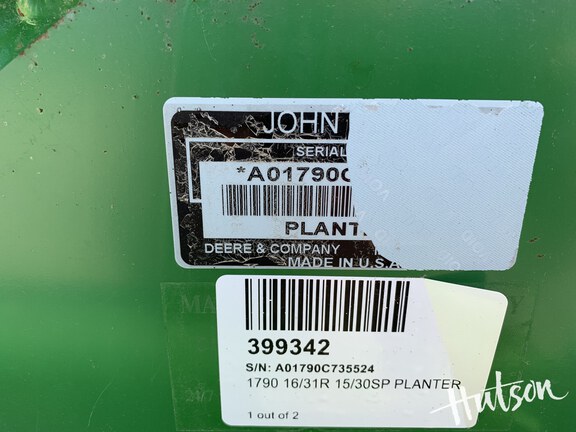 JOHN
SERIAL
*A01790C
PLANT
DEERE & COMPANY
MADE IN U.S.A
399342
S/N: A01790C735524
1790 16/31R 15/30SP PLANTER
1 out of 2
Hutson